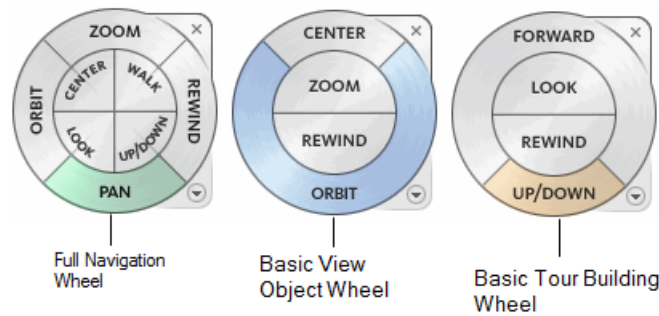 ZOOM
ORBIT
CENTER
WALK
REWIND
LOOK
UP/DOWN
PAN
Full Navigation
Wheel
CENTER
ZOOM
REWIND
ORBIT
Basic View
Object Wheel
FORWARD
LOOK
REWIND
UP/DOWN
Basic Tour Building
Wheel